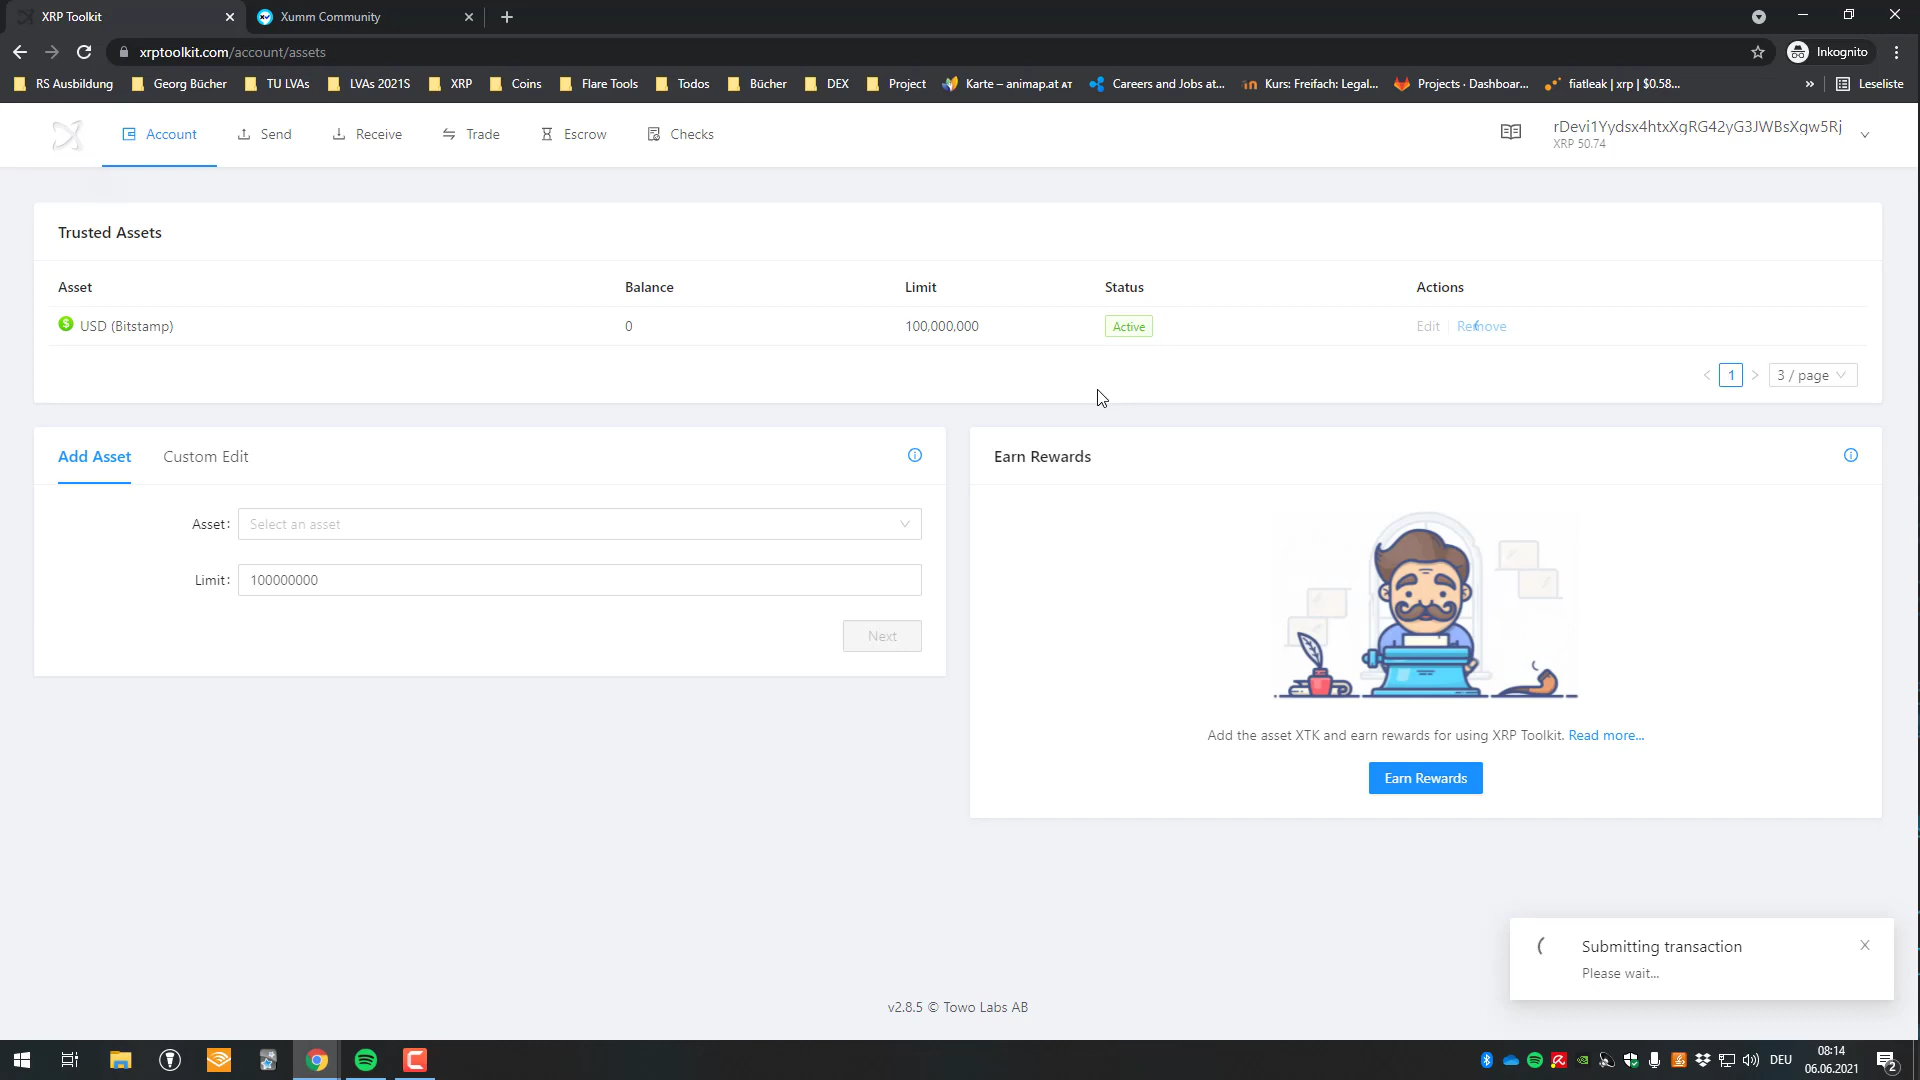 XRP Toolkit
Xumm Community
xrptoolkit.com/account/assets
Inkognito
RS Ausbildung
Georg Bücher
TU LVAs
LVAs 2021S
XRP
Coins
Flare Tools
Todos
Bücher
DEX
Project
Karte – animap.at AT
Careers and Jobs at...
Kurs: Freifach: Legal...
Projects · Dashboar...
fiatleak | xrp | $0.58...
»
Leseliste
Account
Send
Receive
Trade
Escrow
Checks
rDevi1Yydsx4htxXgRG42yG3JWBsXgw5Rj
XRP 50.74
Trusted Assets
Asset Balance Limit Status Actions
USD (Bitstamp) 0 100,000,000 Active Edit Remove
< 1 > 3 / page
Add Asset Custom Edit
Asset: Select an asset
Limit: 100000000
Next
Earn Rewards
Add the asset XTK and earn rewards for using XRP Toolkit. Read more...
Earn Rewards
Submitting transaction
Please wait...
v2.8.5 © Towo Labs AB
DEU
08:14
06.06.2021
2